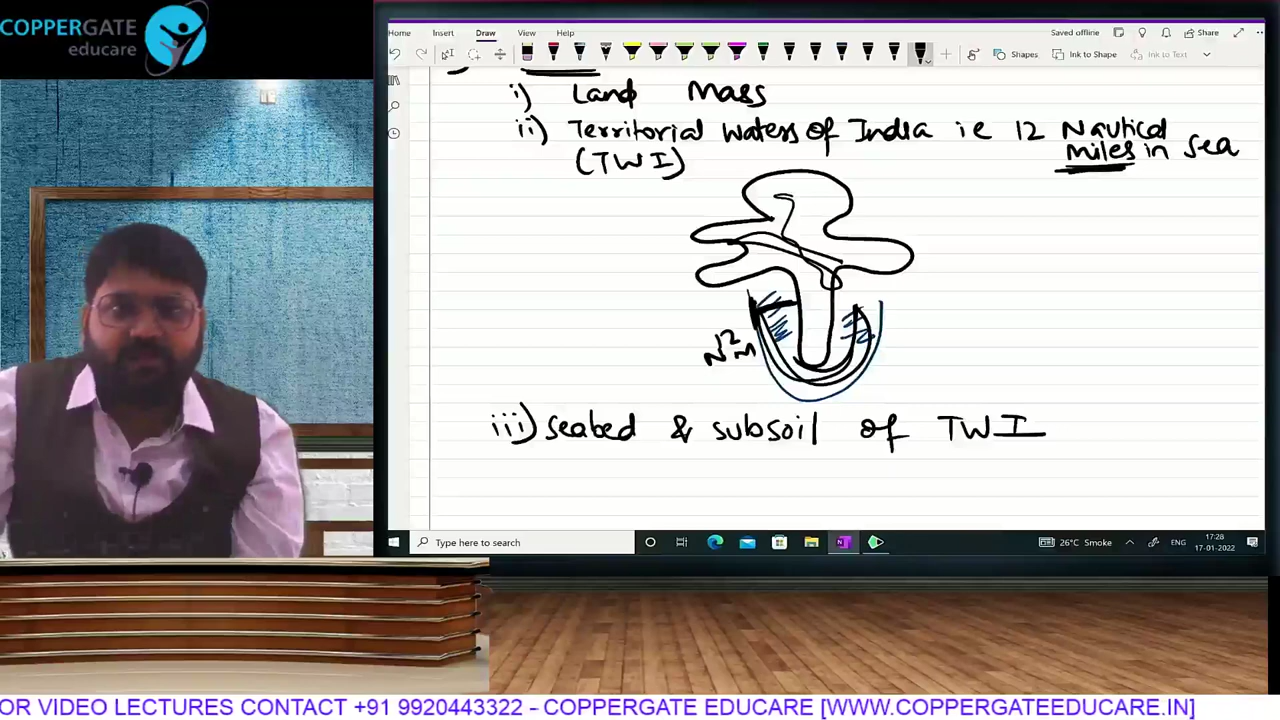 COPPERGATE
educare
Home Insert Draw View Help
Saved offline
Share
Shapes
Ink to Shape
Ink to Text
i) Land Mass
ii) Territorial waters of India ie 12 Nautical
miles in Sea
(TWI)
iii) seabed & subsoil of TWI
Type here to search
26°C Smoke
ENG
17:28
17-01-2022
OR VIDEO LECTURES CONTACT +91 9920443322 - COPPERGATE EDUCARE [WWW.COPPERGATEEDUCARE.IN]